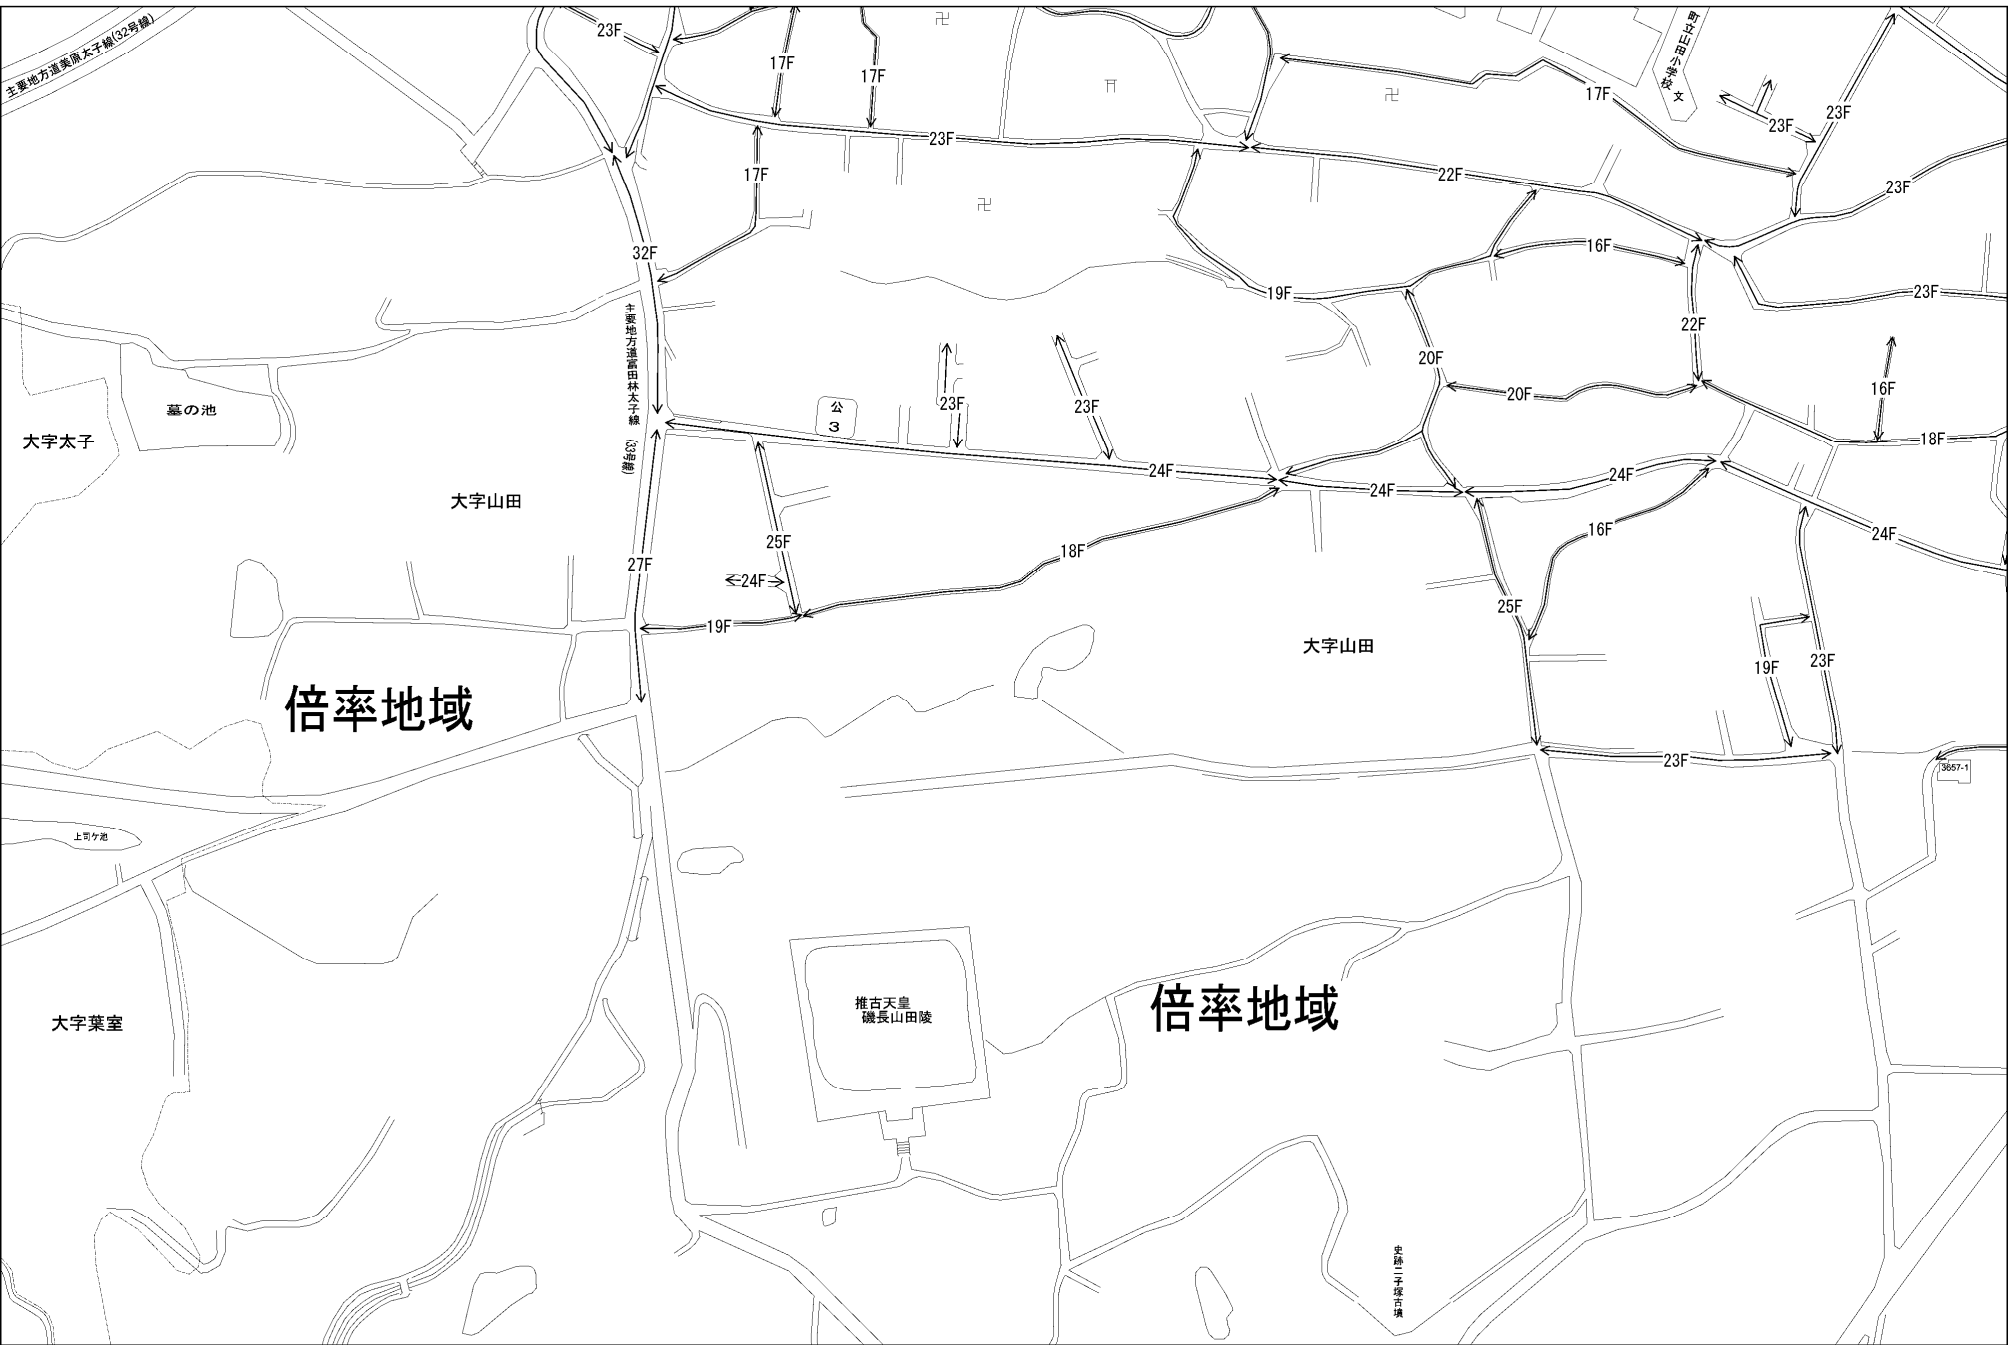 主要地方道美原太子線(32号線)
23F
17F
17F
町立山田小学校
文
17F
23F
23F
23F
17F
22F
23F
32F
16F
19F
23F
主要地方道富田林太子線 (33号線)
22F
20F
16F
20F
23F
23F
公
3
墓の池
大字太子
18F
24F
24F
24F
大字山田
16F
24F
25F
18F
27F
24F
25F
19F
大字山田
19F
23F
倍率地域
23F
3657-1
上司ケ池
推古天皇
磯長山田陵
倍率地域
大字葉室
史跡二子塚古墳